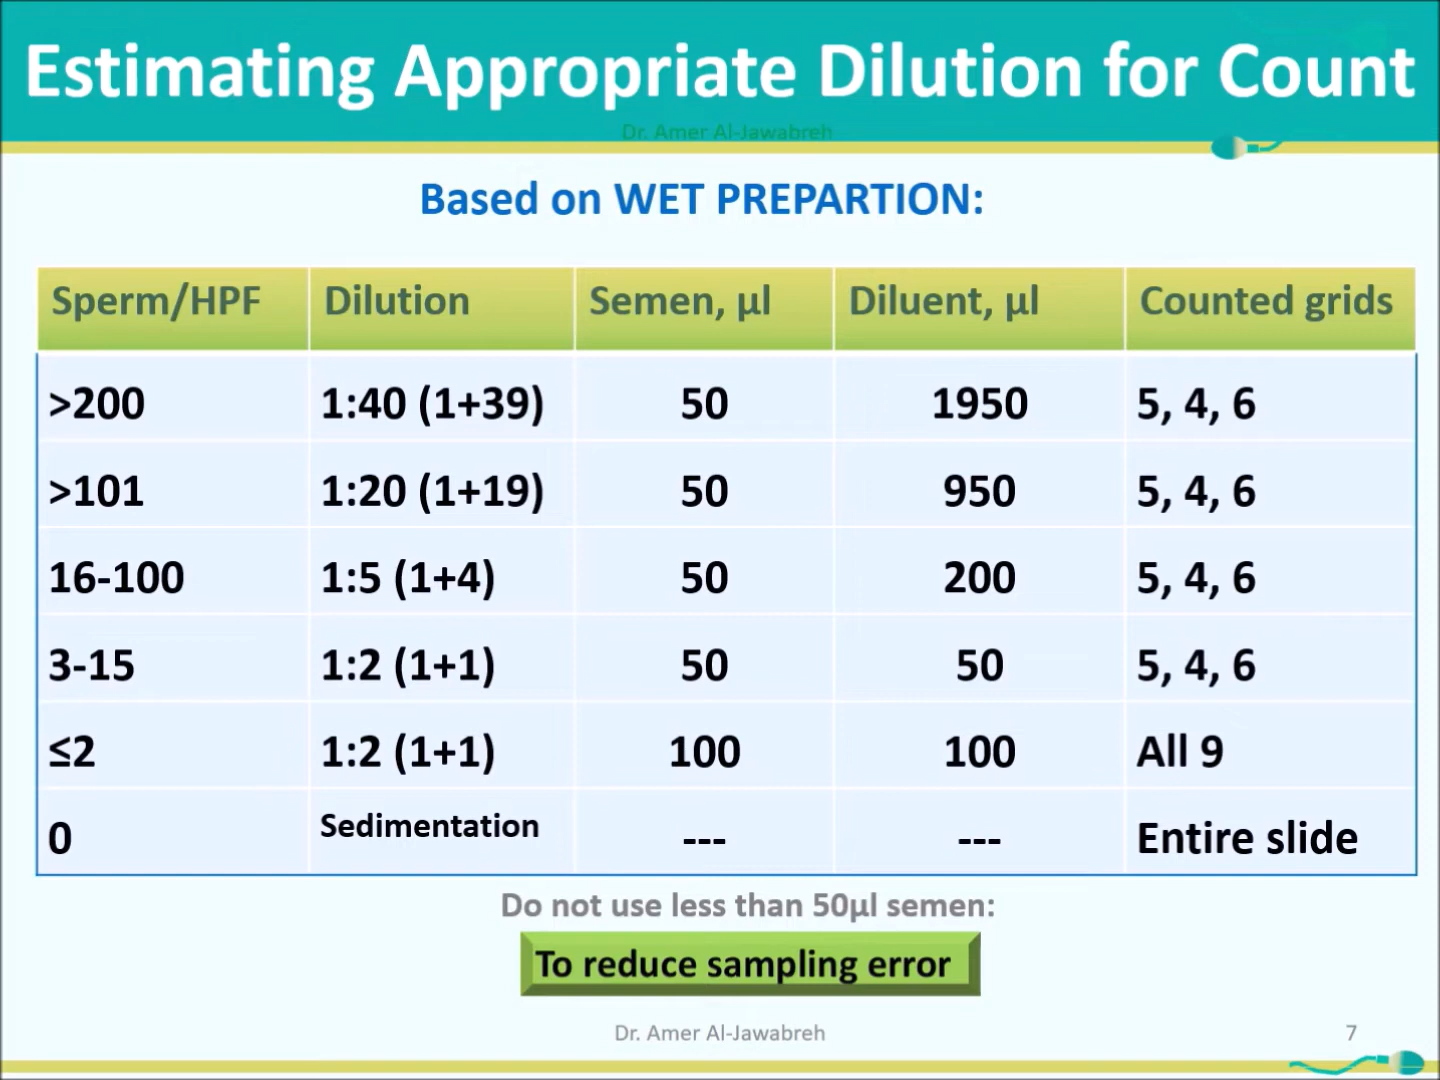 Estimating Appropriate Dilution for Count
Dr. Amer Al-Jawabreh
Based on WET PREPARTION:
Sperm/HPF Dilution Semen, µl Diluent, µl Counted grids
>200 1:40 (1+39) 50 1950 5, 4, 6
>101 1:20 (1+19) 50 950 5, 4, 6
16-100 1:5 (1+4) 50 200 5, 4, 6
3-15 1:2 (1+1) 50 50 5, 4, 6
≤2 1:2 (1+1) 100 100 All 9
0 Sedimentation --- --- Entire slide
Do not use less than 50µl semen:
To reduce sampling error
Dr. Amer Al-Jawabreh 7